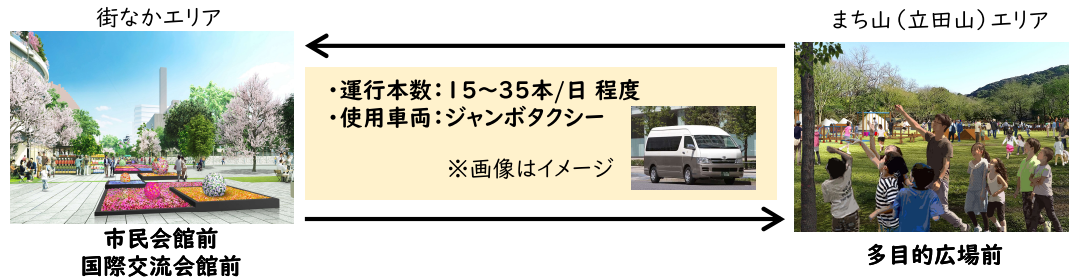 街なかエリア
まち山（立田山）エリア
・運行本数：15～35本/日 程度
・使用車両：ジャンボタクシー
※画像はイメージ
市民会館前
国際交流会館前
多目的広場前